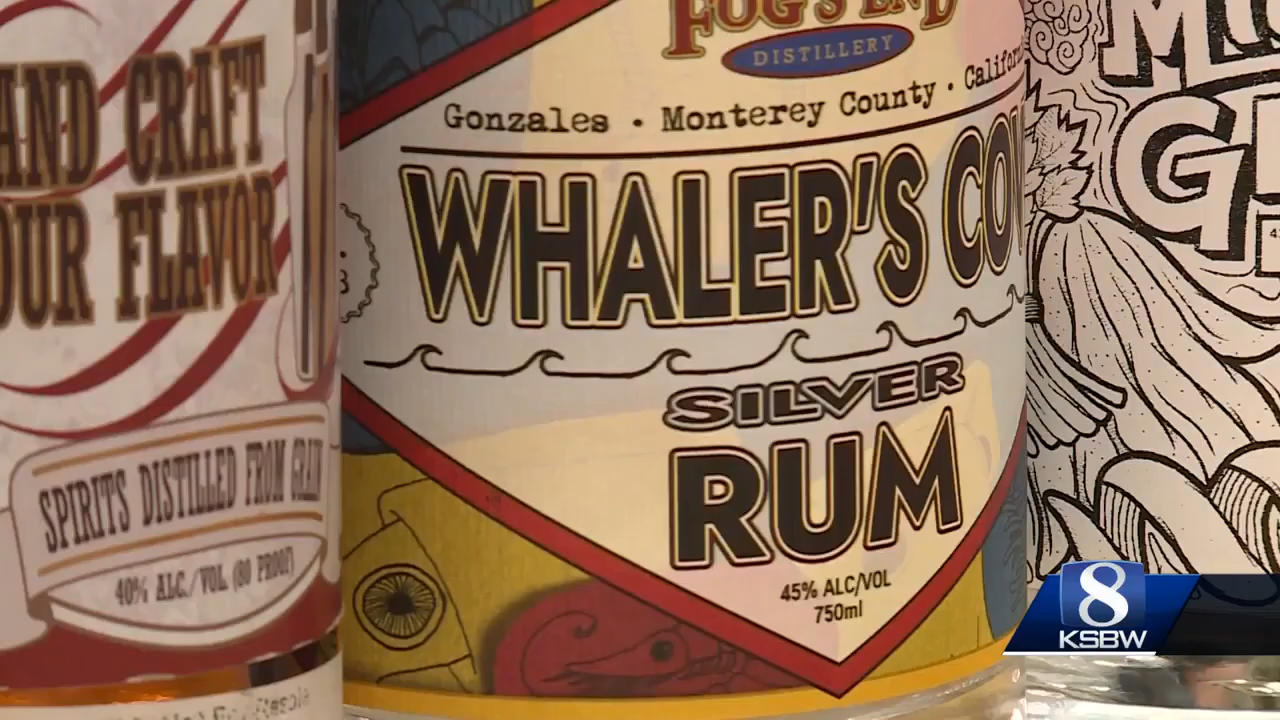 AND CRAFT
OUR FLAVOR
SPIRITS DISTILLED FROM GRAIN
40% ALC./VOL. (80 PROOF)
FOG'S END
DISTILLERY
Gonzales · Monterey County · California
WHALER'S COV
SILVER
RUM
45% ALC/VOL
750ml
8
KSBW